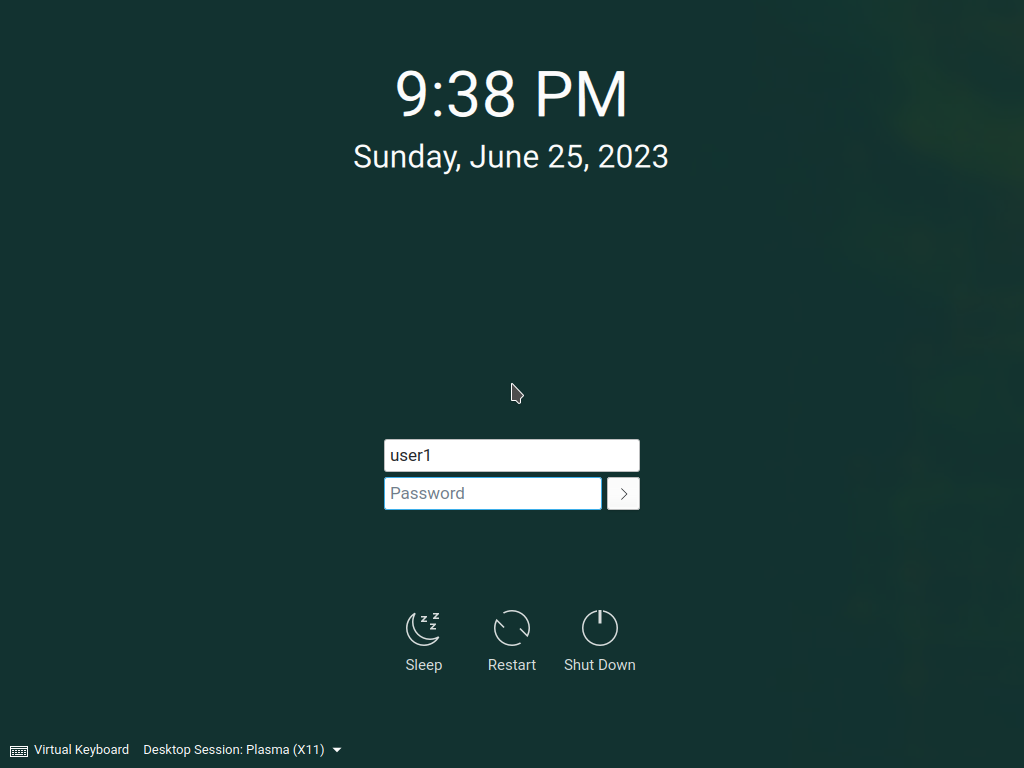 9:38 PM
Sunday, June 25, 2023
user1
Password
Sleep Restart Shut Down
Virtual Keyboard Desktop Session: Plasma (X11)